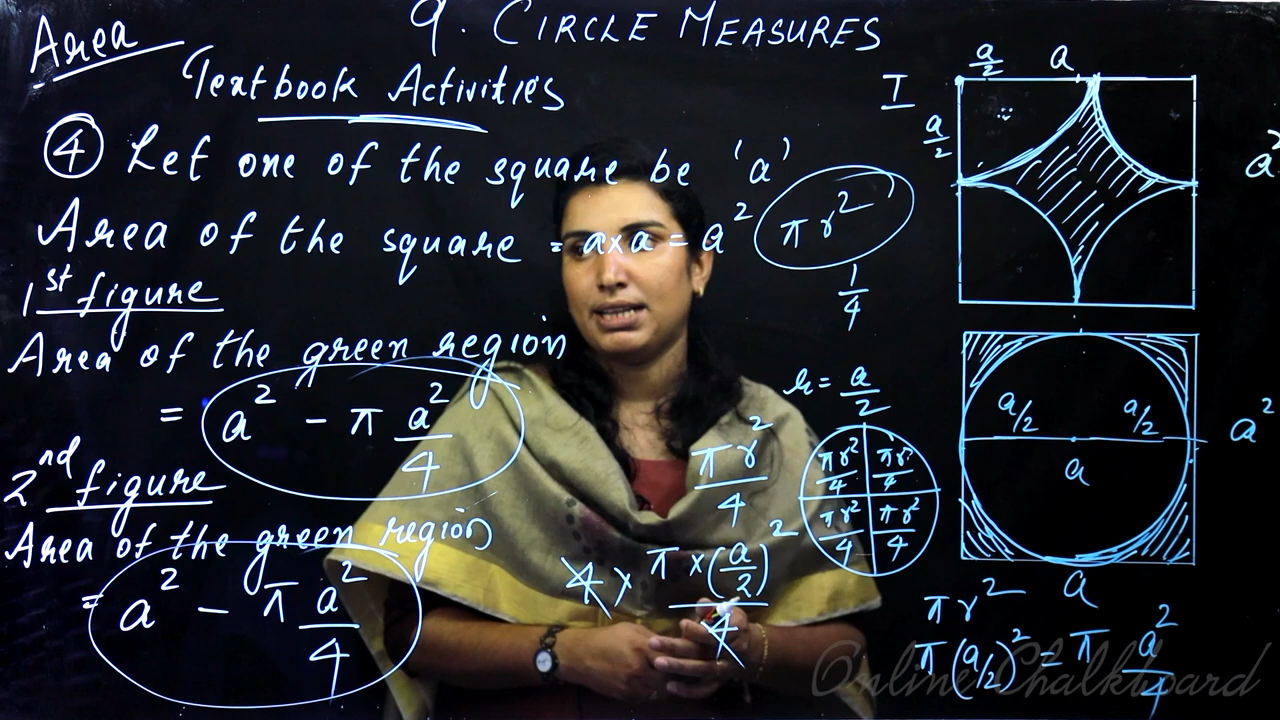 9. CIRCLE MEASURES
Area
Textbook Activities
④ Let one of the square be 'a'
Area of the square = a×a = a²
πr²
1/4
1st figure
Area of the green region
= a² - π a²/4
2nd figure
Area of the green region
= a² - π a²/4
r = a/2
πr²/4
πr²/4 πr²/4
πr²/4 πr²/4
4 × π×(a/2)²/4
I
a/2 a
a/2
a²
a/2 a/2
a
a²
a
πr²
π(a/2)² = π a²/4
Online Chalkboard